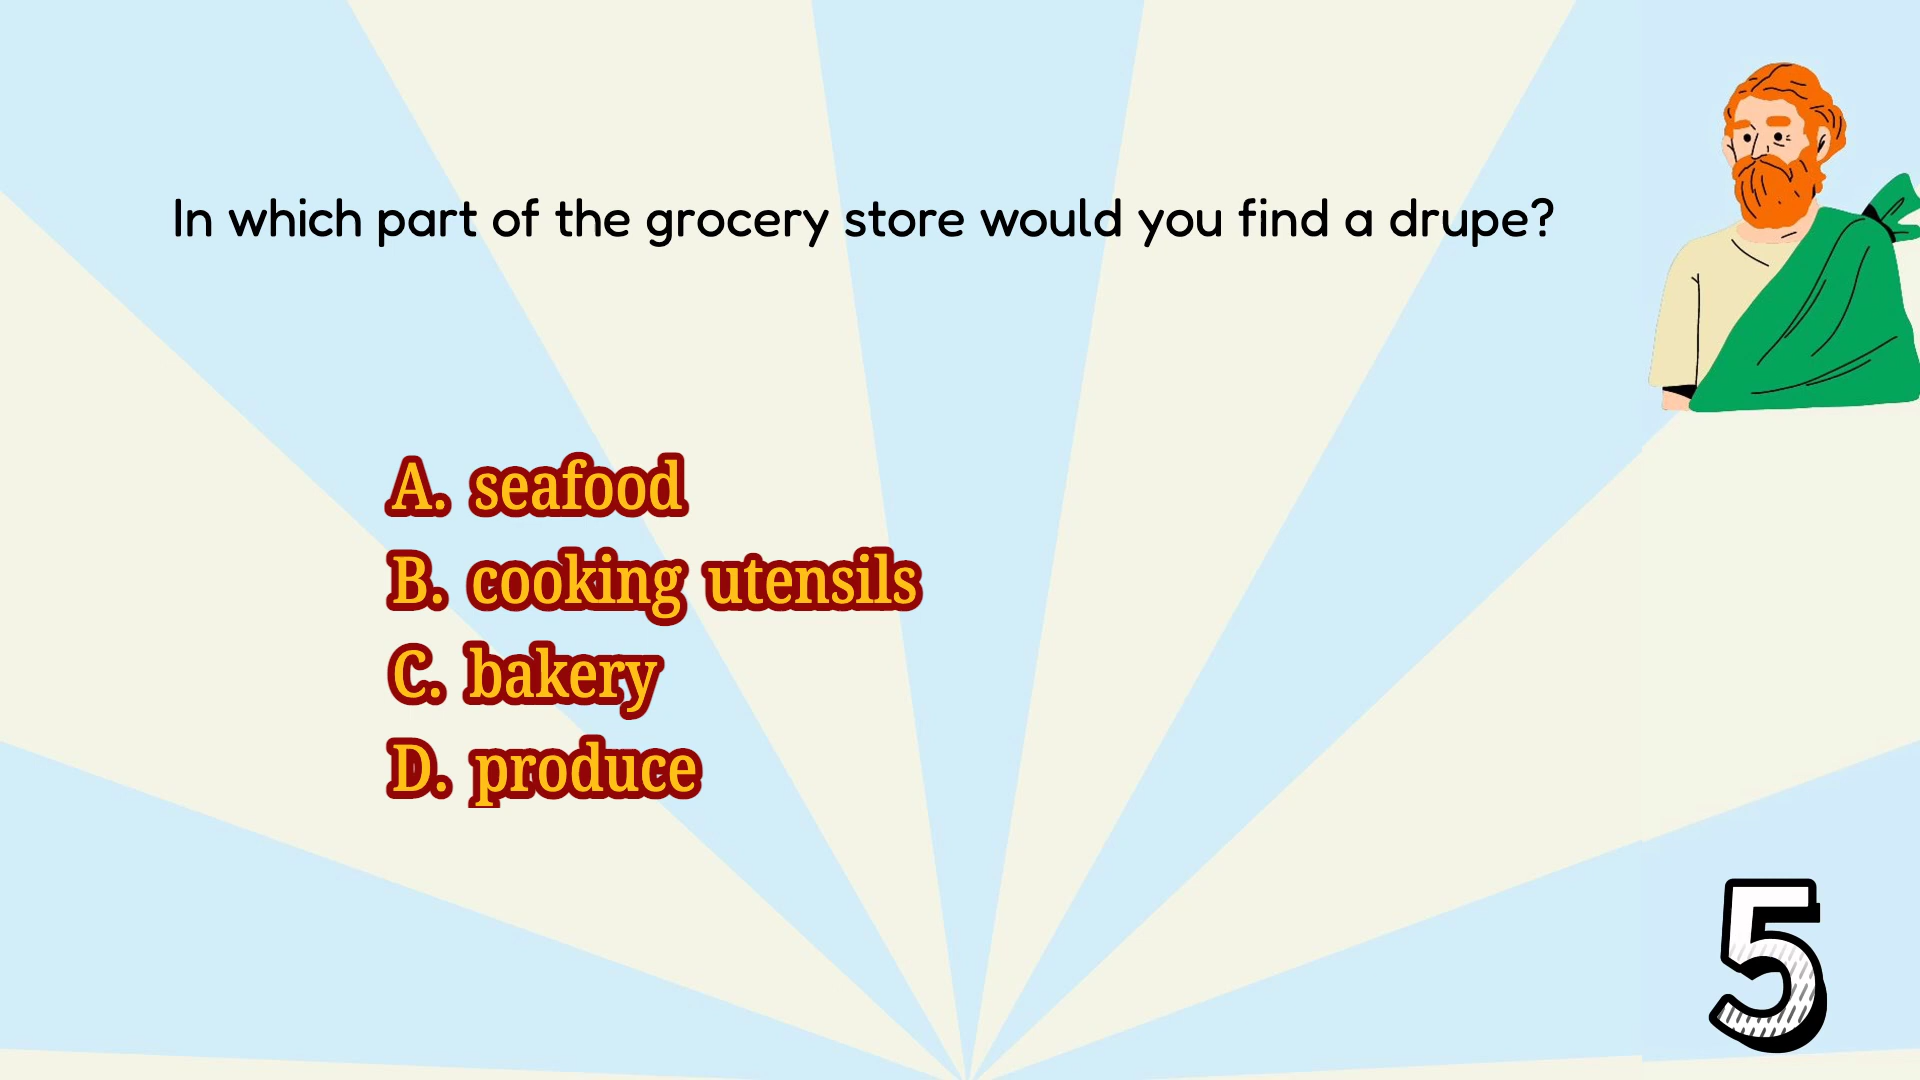 In which part of the grocery store would you find a drupe?
A. seafood
B. cooking utensils
C. bakery
D. produce
5